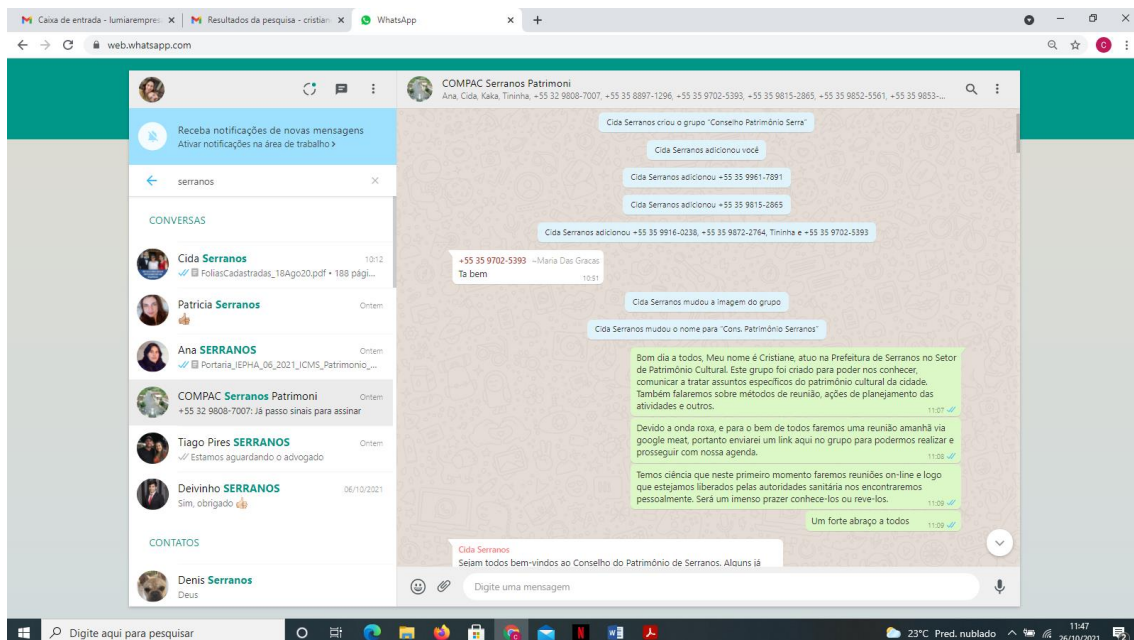 Caixa de entrada - lumiarempres
Resultados da pesquisa - cristian
WhatsApp
web.whatsapp.com
C
COMPAC Serranos Patrimoni
Ana, Cida, Kaka, Tininha, +55 32 9808-7007, +55 35 8897-1296, +55 35 9702-5393, +55 35 9815-2865, +55 35 9852-5561, +55 35 9853-...
Receba notificações de novas mensagens
Ativar notificações na área de trabalho >
serranos
CONVERSAS
Cida Serranos 10:12
FoliasCadastradas_18Ago20.pdf • 188 pági...
Patricia Serranos Ontem
Ana SERRANOS Ontem
Portaria_IEPHA_06_2021_ICMS_Patrimonio_...
COMPAC Serranos Patrimoni Ontem
+55 32 9808-7007: Já passo sinais para assinar
Tiago Pires SERRANOS Ontem
Estamos aguardando o advogado
Deivinho SERRANOS 06/10/2021
Sim, obrigado
CONTATOS
Denis Serranos
Deus
Cida Serranos criou o grupo "Conselho Patrimônio Serra"
Cida Serranos adicionou você
Cida Serranos adicionou +55 35 9961-7891
Cida Serranos adicionou +55 35 9815-2865
Cida Serranos adicionou +55 35 9916-0238, +55 35 9872-2764, Tininha e +55 35 9702-5393
+55 35 9702-5393 ~Maria Das Gracas
Ta bem
10:51
Cida Serranos mudou a imagem do grupo
Cida Serranos mudou o nome para "Cons. Patrimônio Serranos"
Bom dia a todos, Meu nome é Cristiane, atuo na Prefeitura de Serranos no Setor
de Patrimônio Cultural. Este grupo foi criado para poder nos conhecer,
comunicar a tratar assuntos específicos do patrimônio cultural da cidade.
Também falaremos sobre métodos de reunião, ações de planejamento das
atividades e outros.
11:07
Devido a onda roxa, e para o bem de todos faremos uma reunião amanhã via
google meat, portanto enviarei um link aqui no grupo para podermos realizar e
prosseguir com nossa agenda.
11:08
Temos ciência que neste primeiro momento faremos reuniões on-line e logo
que estejamos liberados pelas autoridades sanitária nos encontraremos
pessoalmente. Será um imenso prazer conhece-los ou reve-los.
11:09
Um forte abraço a todos
11:09
Cida Serranos
Sejam todos bem-vindos ao Conselho do Patrimônio de Serranos. Alguns já
Digite uma mensagem
Digite aqui para pesquisar
23°C Pred. nublado
11:47
26/10/2021